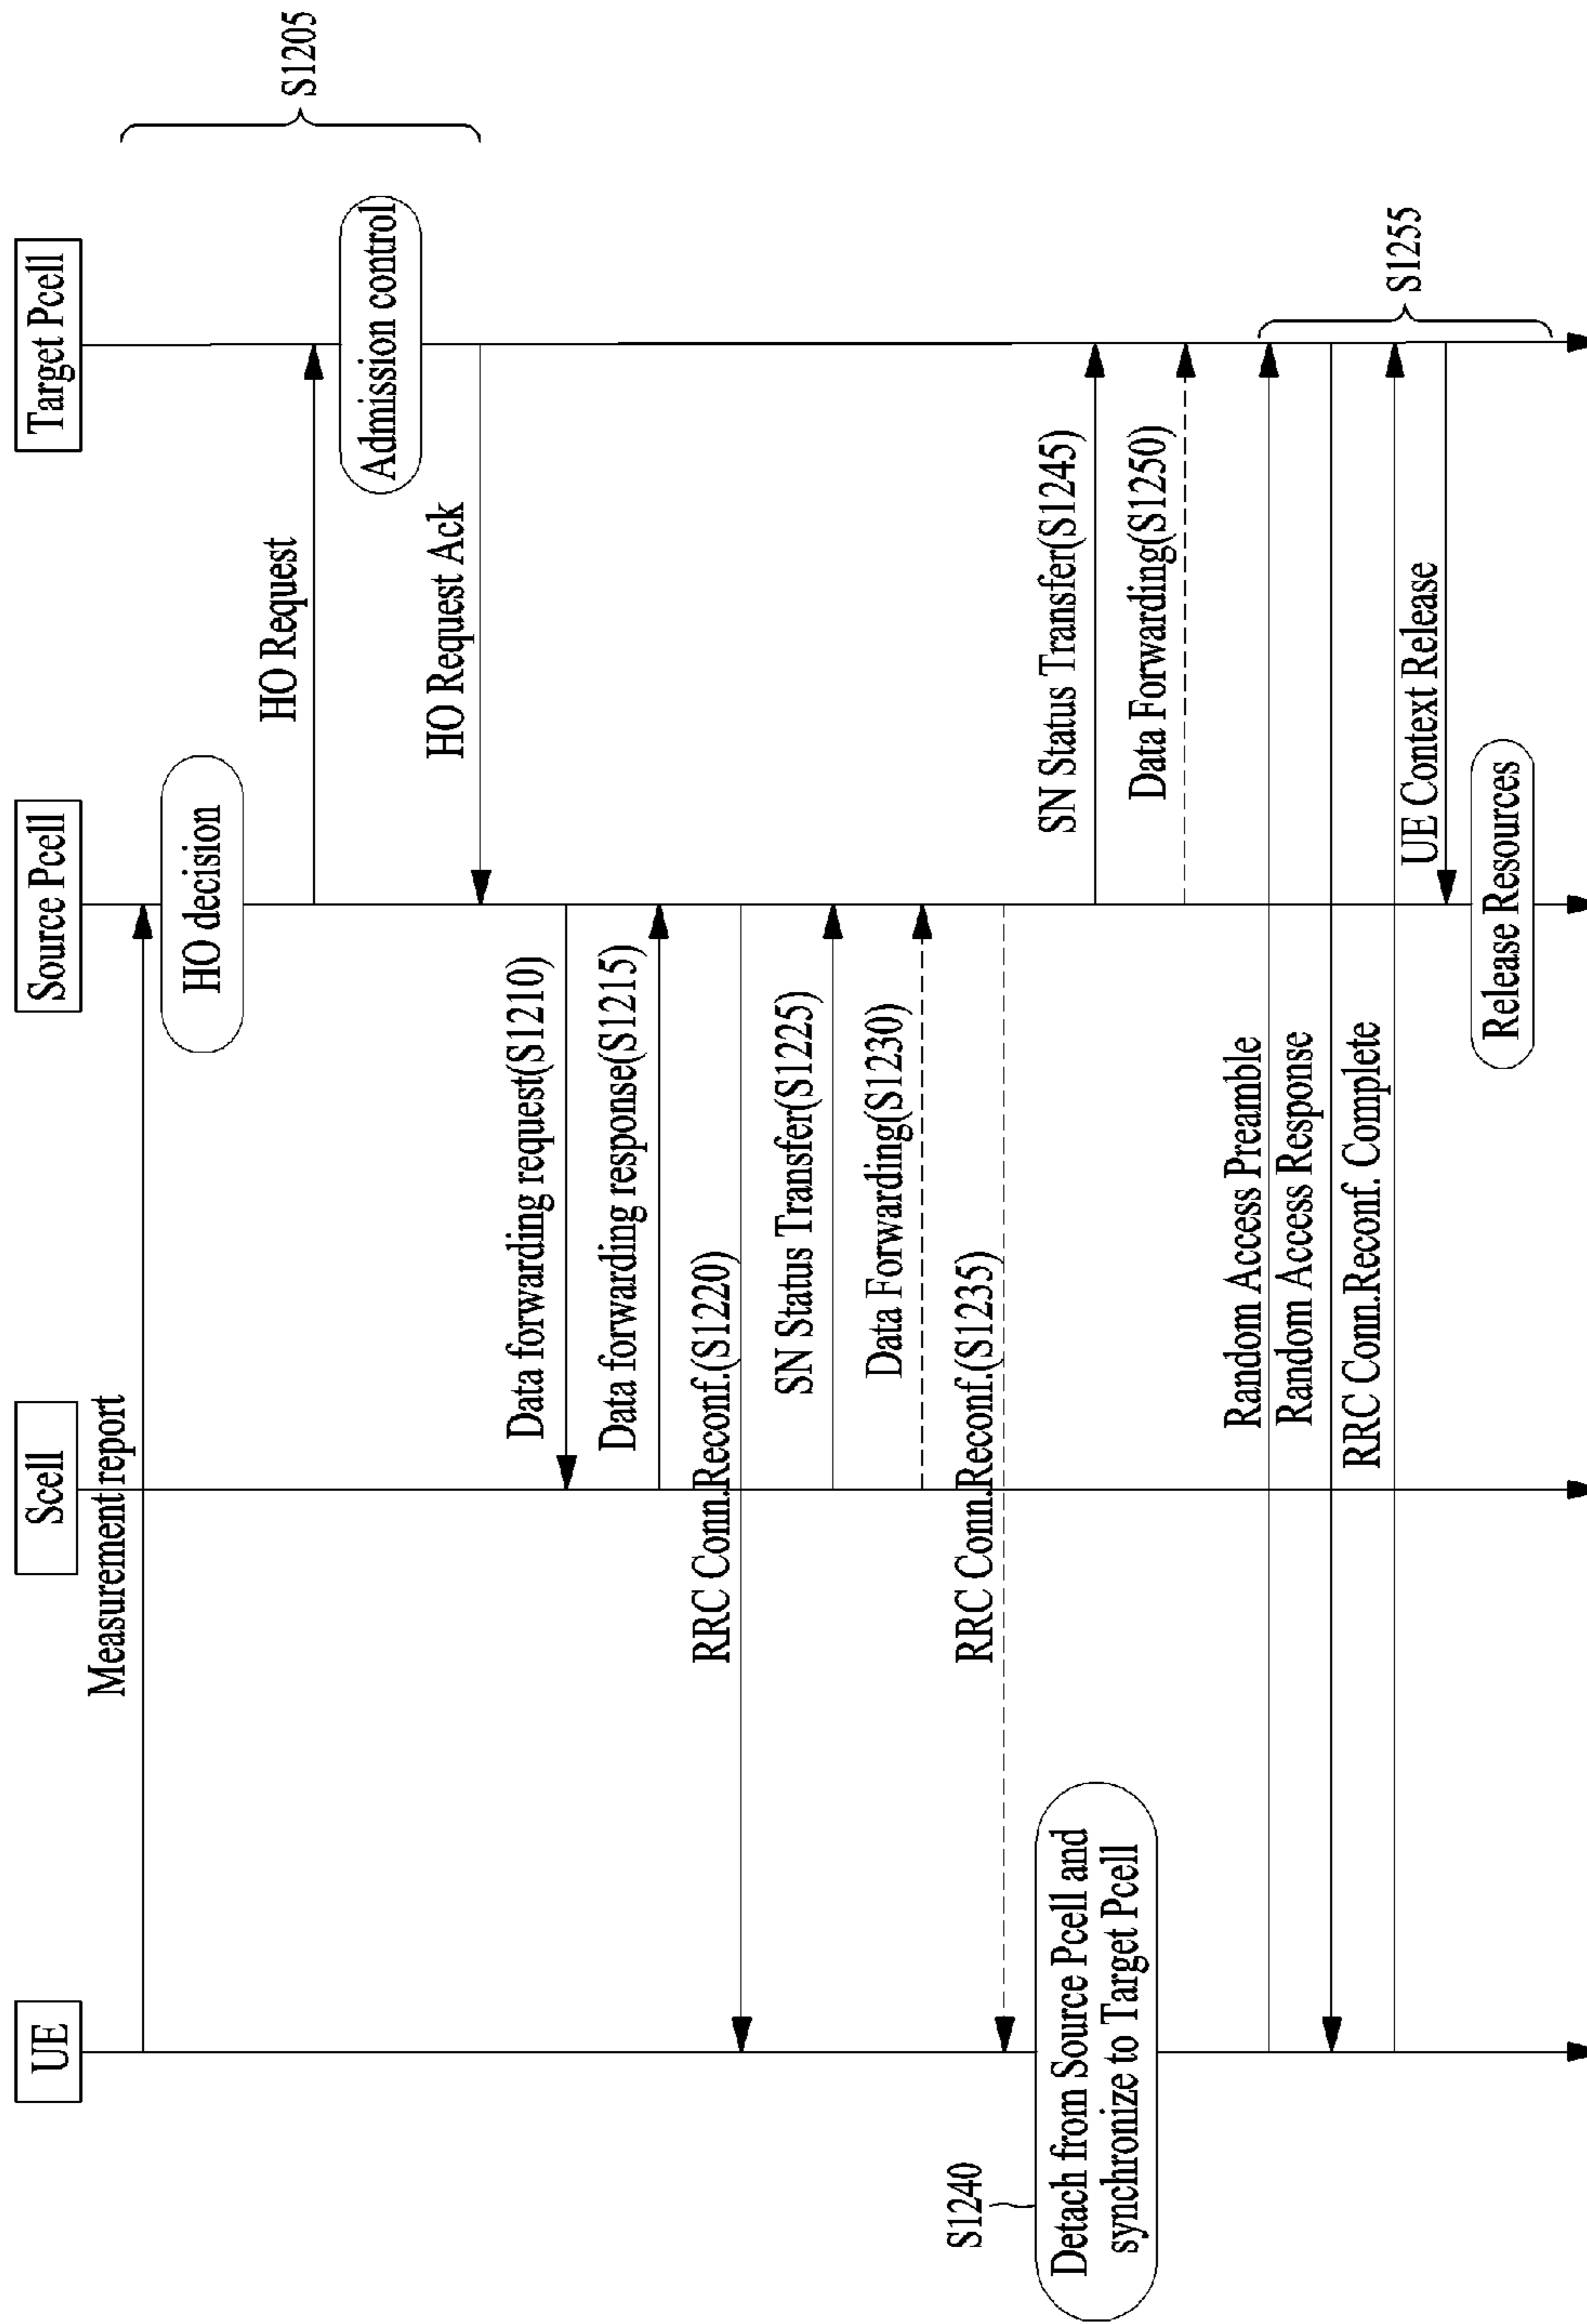 UE
Scell
Source Pcell
Target Pcell
Measurement report
HO decision
HO Request
Admission control
HO Request Ack
S1205
Data forwarding request(S1210)
Data forwarding response(S1215)
RRC Conn.Reconf.(S1220)
SN Status Transfer(S1225)
Data Forwarding(S1230)
RRC Conn.Reconf.(S1235)
S1240
Detach from Source Pcell and
synchronize to Target Pcell
SN Status Transfer(S1245)
Data Forwarding(S1250)
Random Access Preamble
Random Access Response
RRC Conn.Reconf. Complete
UE Context Release
Release Resources
S1255